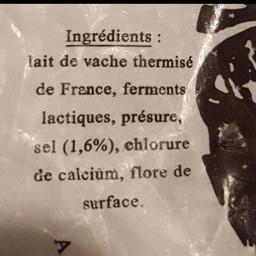 Ingrédients :
lait de vache thermisé
de France, ferments
lactiques, présure,
sel (1,6%), chlorure
de calcium, flore de
surface.
A